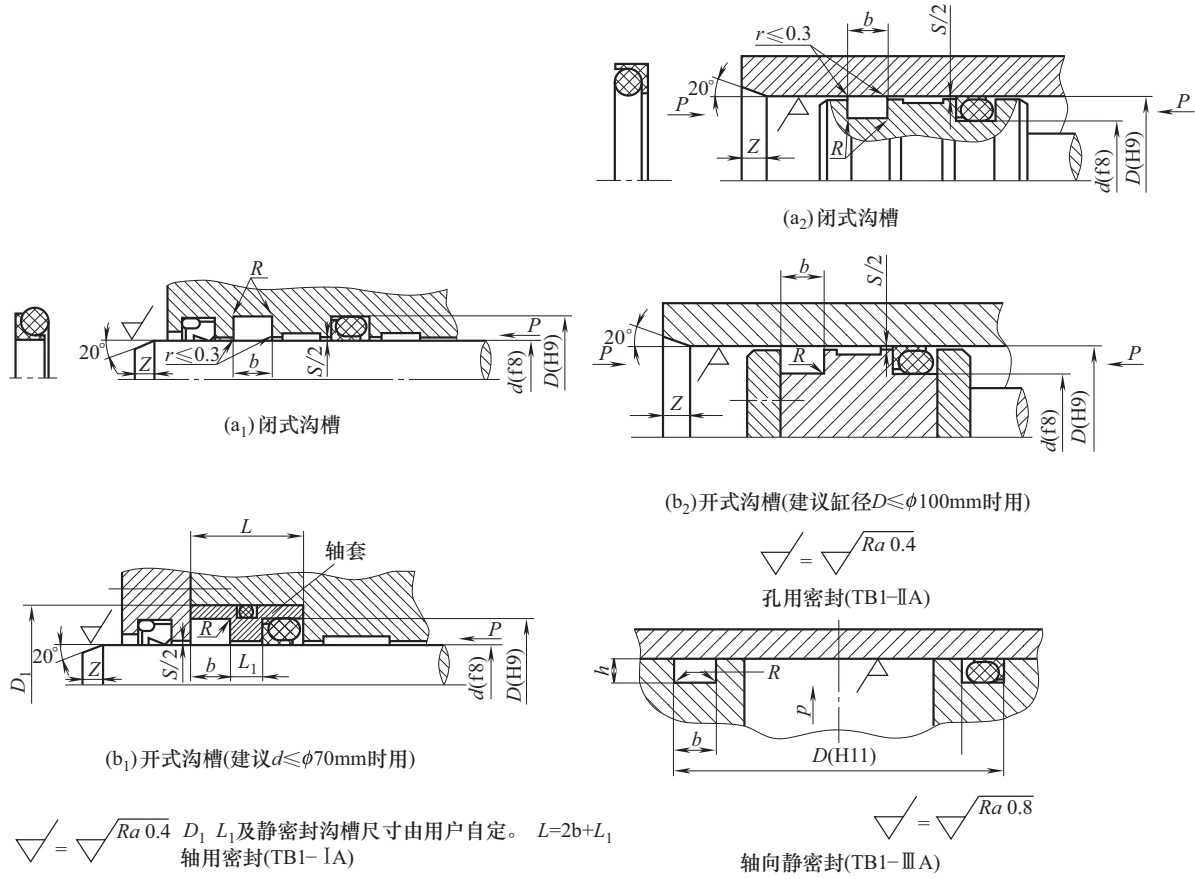 r≤0.3
b
S/2
20°
P
Z
R
d(f8)
D(H9)
P
(a₂)闭式沟槽
R
20°
Z
r≤0.3
b
S/2
P
d(f8)
D(H9)
(a₁)闭式沟槽
b
S/2
20°
P
R
Z
d(f8)
D(H9)
P
(b₂)开式沟槽(建议缸径D≤ϕ100mm时用)
= Ra 0.4
孔用密封(TB1-ⅡA)
L
轴套
R
20°
Z
S/2
b
L₁
P
D₁
d(f8)
D(H9)
(b₁)开式沟槽(建议d≤ϕ70mm时用)
= Ra 0.4 D₁ L₁及静密封沟槽尺寸由用户自定。 L=2b+L₁
轴用密封(TB1-ⅠA)
h
R
p
b
D(H11)
= Ra 0.8
轴向静密封(TB1-ⅢA)